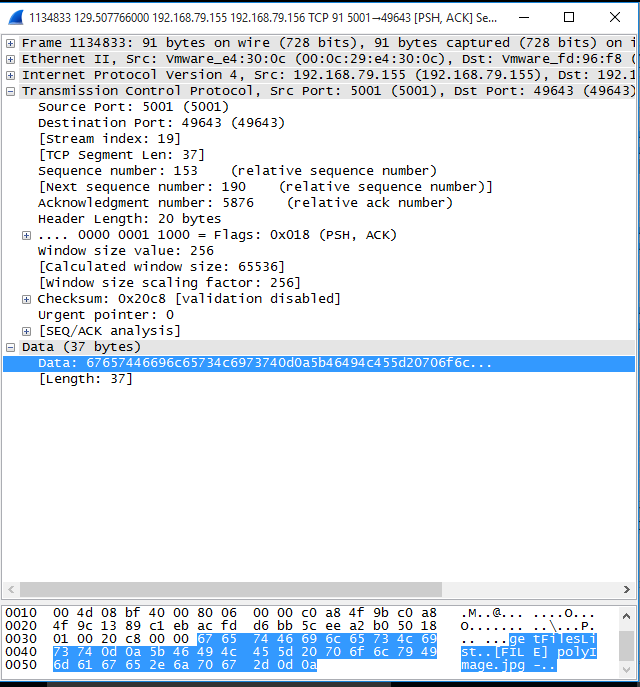 1134833 129.507766000 192.168.79.155 192.168.79.156 TCP 91 5001→49643 [PSH, ACK] Se...
Frame 1134833: 91 bytes on wire (728 bits), 91 bytes captured (728 bits) on i
Ethernet II, Src: Vmware_e4:30:0c (00:0c:29:e4:30:0c), Dst: Vmware_fd:96:f8 (
Internet Protocol Version 4, Src: 192.168.79.155 (192.168.79.155), Dst: 192.1
Transmission Control Protocol, Src Port: 5001 (5001), Dst Port: 49643 (49643)
Source Port: 5001 (5001)
Destination Port: 49643 (49643)
[Stream index: 19]
[TCP Segment Len: 37]
Sequence number: 153    (relative sequence number)
[Next sequence number: 190    (relative sequence number)]
Acknowledgment number: 5876    (relative ack number)
Header Length: 20 bytes
.... 0000 0001 1000 = Flags: 0x018 (PSH, ACK)
Window size value: 256
[Calculated window size: 65536]
[Window size scaling factor: 256]
Checksum: 0x20c8 [validation disabled]
Urgent pointer: 0
[SEQ/ACK analysis]
Data (37 bytes)
Data: 67657446696c65734c6973740d0a5b46494c455d20706f6c...
[Length: 37]
0010  00 4d 08 bf 40 00 80 06  00 00 c0 a8 4f 9b c0 a8   .M..@... ....O...
0020  4f 9c 13 89 c1 eb ac fd  d6 bb 5c ee a2 b0 50 18   O....... ..\...P.
0030  01 00 20 c8 00 00 67 65  74 46 69 6c 65 73 4c 69   .. ...ge tFilesLi
0040  73 74 0d 0a 5b 46 49 4c  45 5d 20 70 6f 6c 79 49   st..[FIL E] polyI
0050  6d 61 67 65 2e 6a 70 67  2d 0d 0a   mage.jpg -..